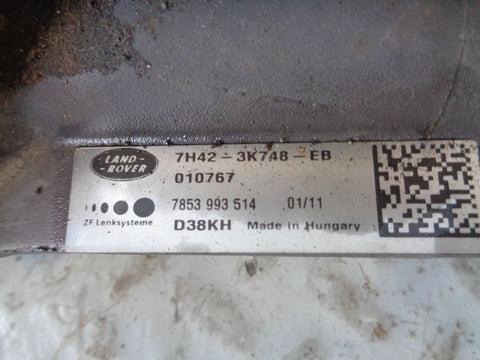 LAND-
-ROVER
7H42-3K748-EB
010767
7853 993 514 01/11
ZF Lenksysteme
D38KH Made in Hungary